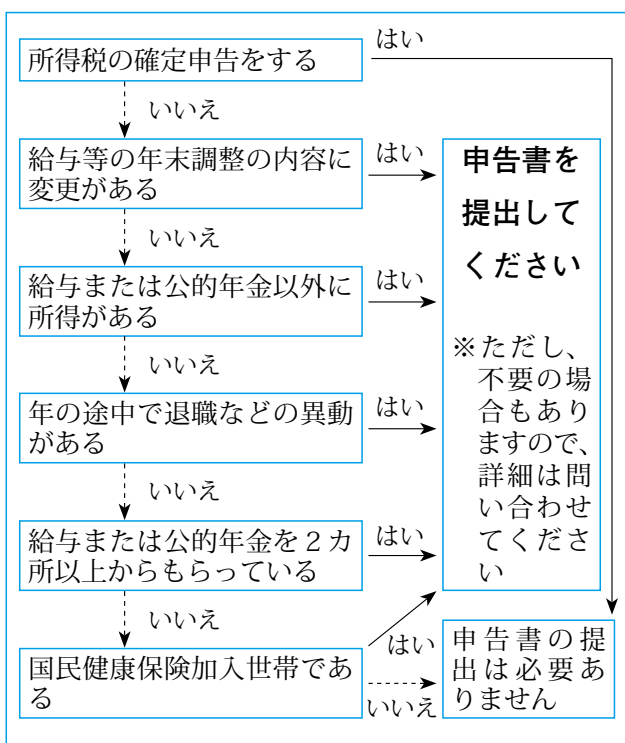 所得税の確定申告をする
はい
いいえ
給与等の年末調整の内容に
変更がある
はい
いいえ
給与または公的年金以外に
所得がある
はい
いいえ
年の途中で退職などの異動
がある
はい
いいえ
給与または公的年金を２カ
所以上からもらっている
はい
いいえ
国民健康保険加入世帯であ
る
はい
いいえ
申告書を
提出して
ください
※ただし、
不要の場
合もあり
ますので、
詳細は問
い合わせ
てくださ
い
申告書の提
出は必要あ
りません